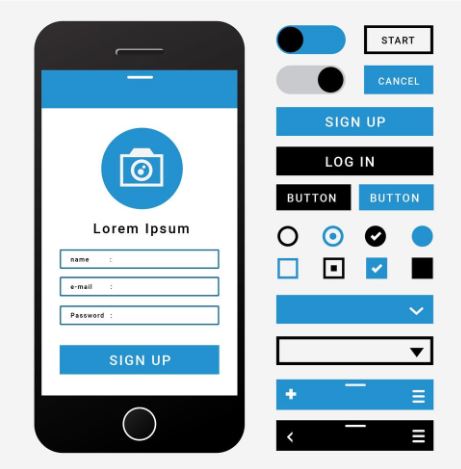 Lorem Ipsum
name :
e-mail :
Password :
SIGN UP
START
CANCEL
SIGN UP
LOG IN
BUTTON BUTTON